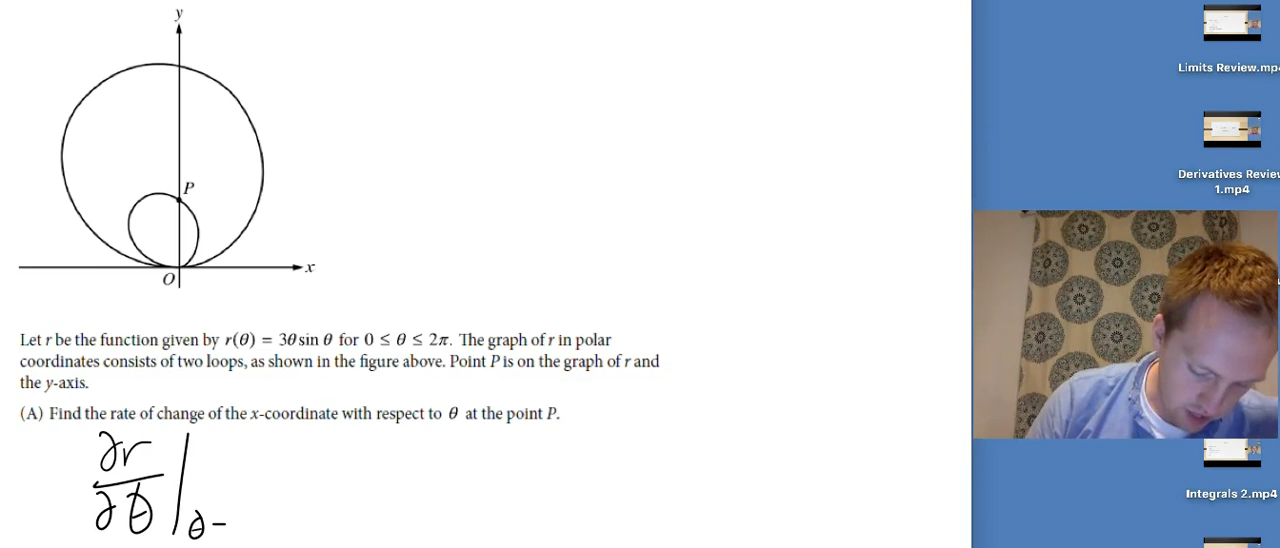 y
P
x
O
Let r be the function given by r(θ) = 3θ sin θ for 0 ≤ θ ≤ 2π. The graph of r in polar
coordinates consists of two loops, as shown in the figure above. Point P is on the graph of r and
the y-axis.
(A) Find the rate of change of the x-coordinate with respect to θ at the point P.
∂r
∂θ |θ-
Limits Review.mp4
Derivatives Review
1.mp4
Integrals 2.mp4